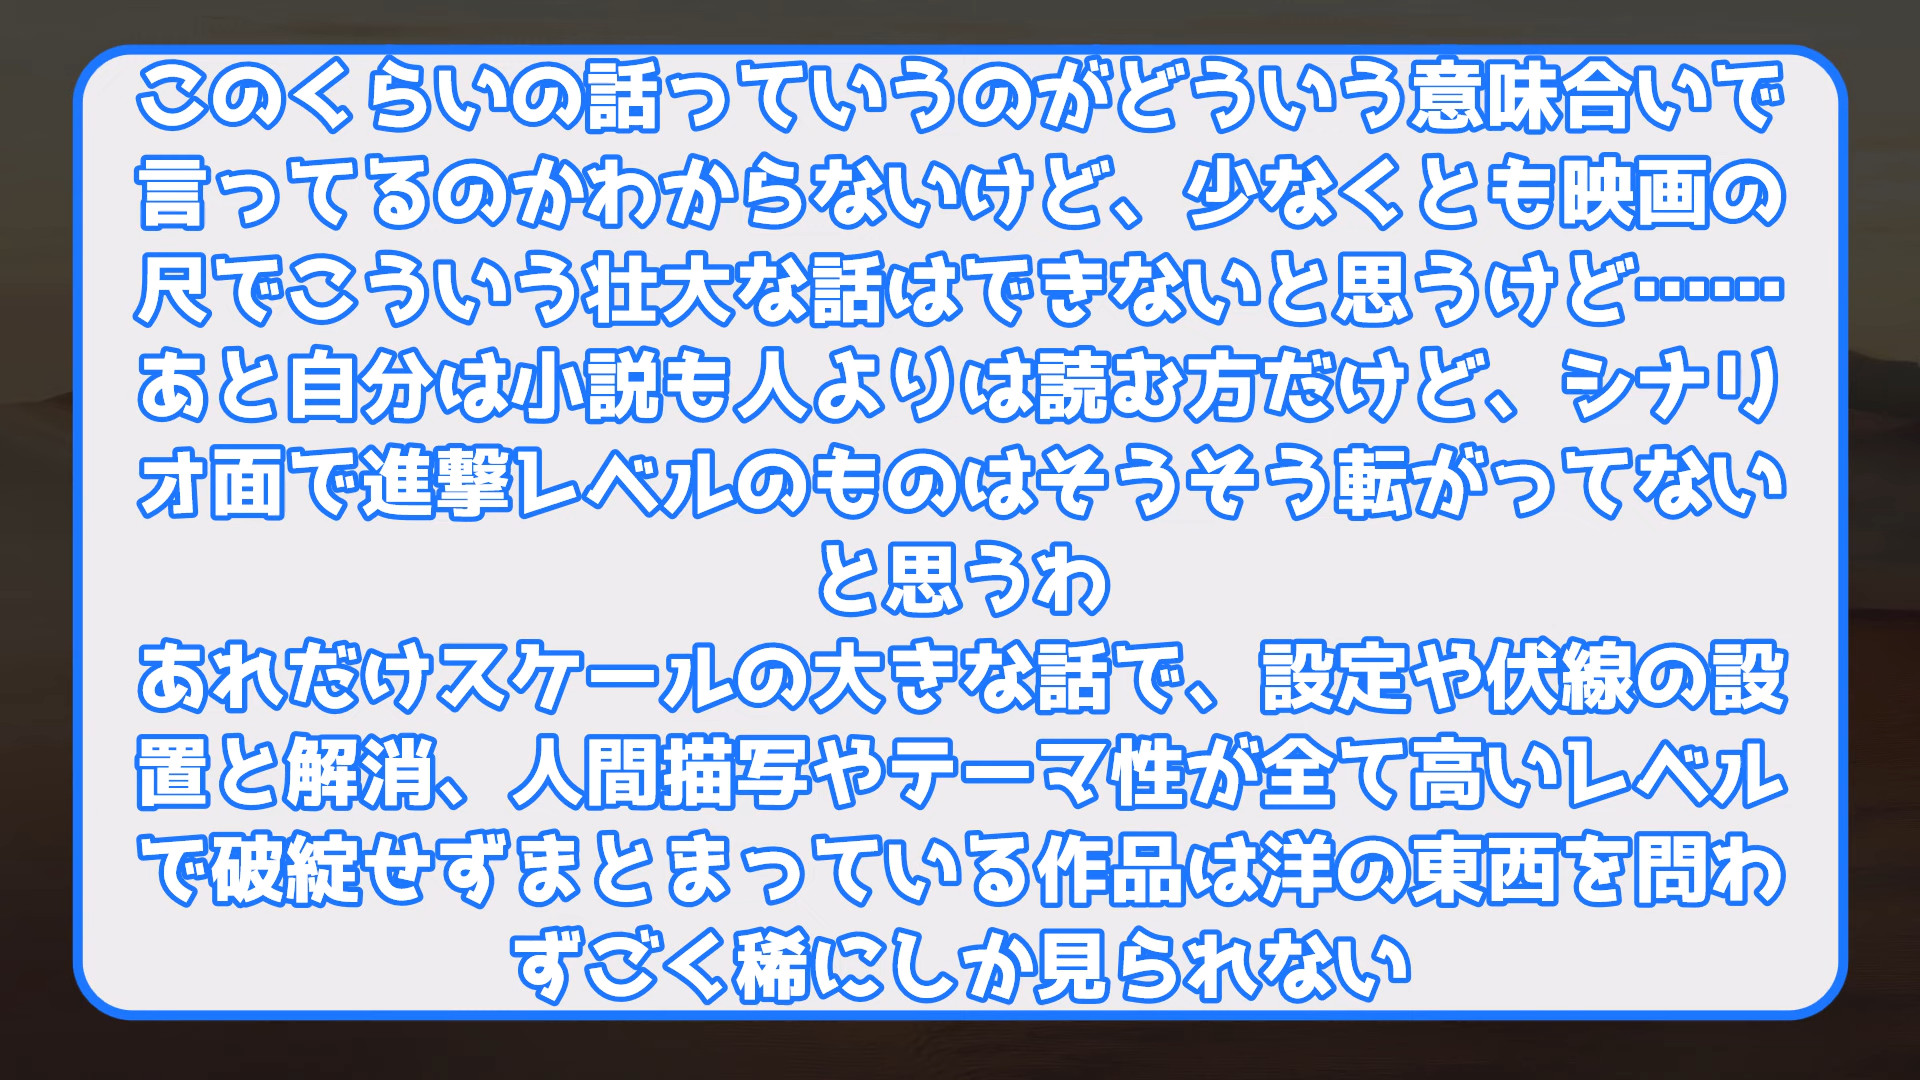 このくらいの話っていうのがどういう意味合いで
言ってるのかわからないけど、少なくとも映画の
尺でこういう壮大な話はできないと思うけど……
あと自分は小説も人よりは読む方だけど、シナリ
オ面で進撃レベルのものはそうそう転がってない
と思うわ
あれだけスケールの大きな話で、設定や伏線の設
置と解消、人間描写やテーマ性が全て高いレベル
で破綻せずまとまっている作品は洋の東西を問わ
ずごく稀にしか見られない